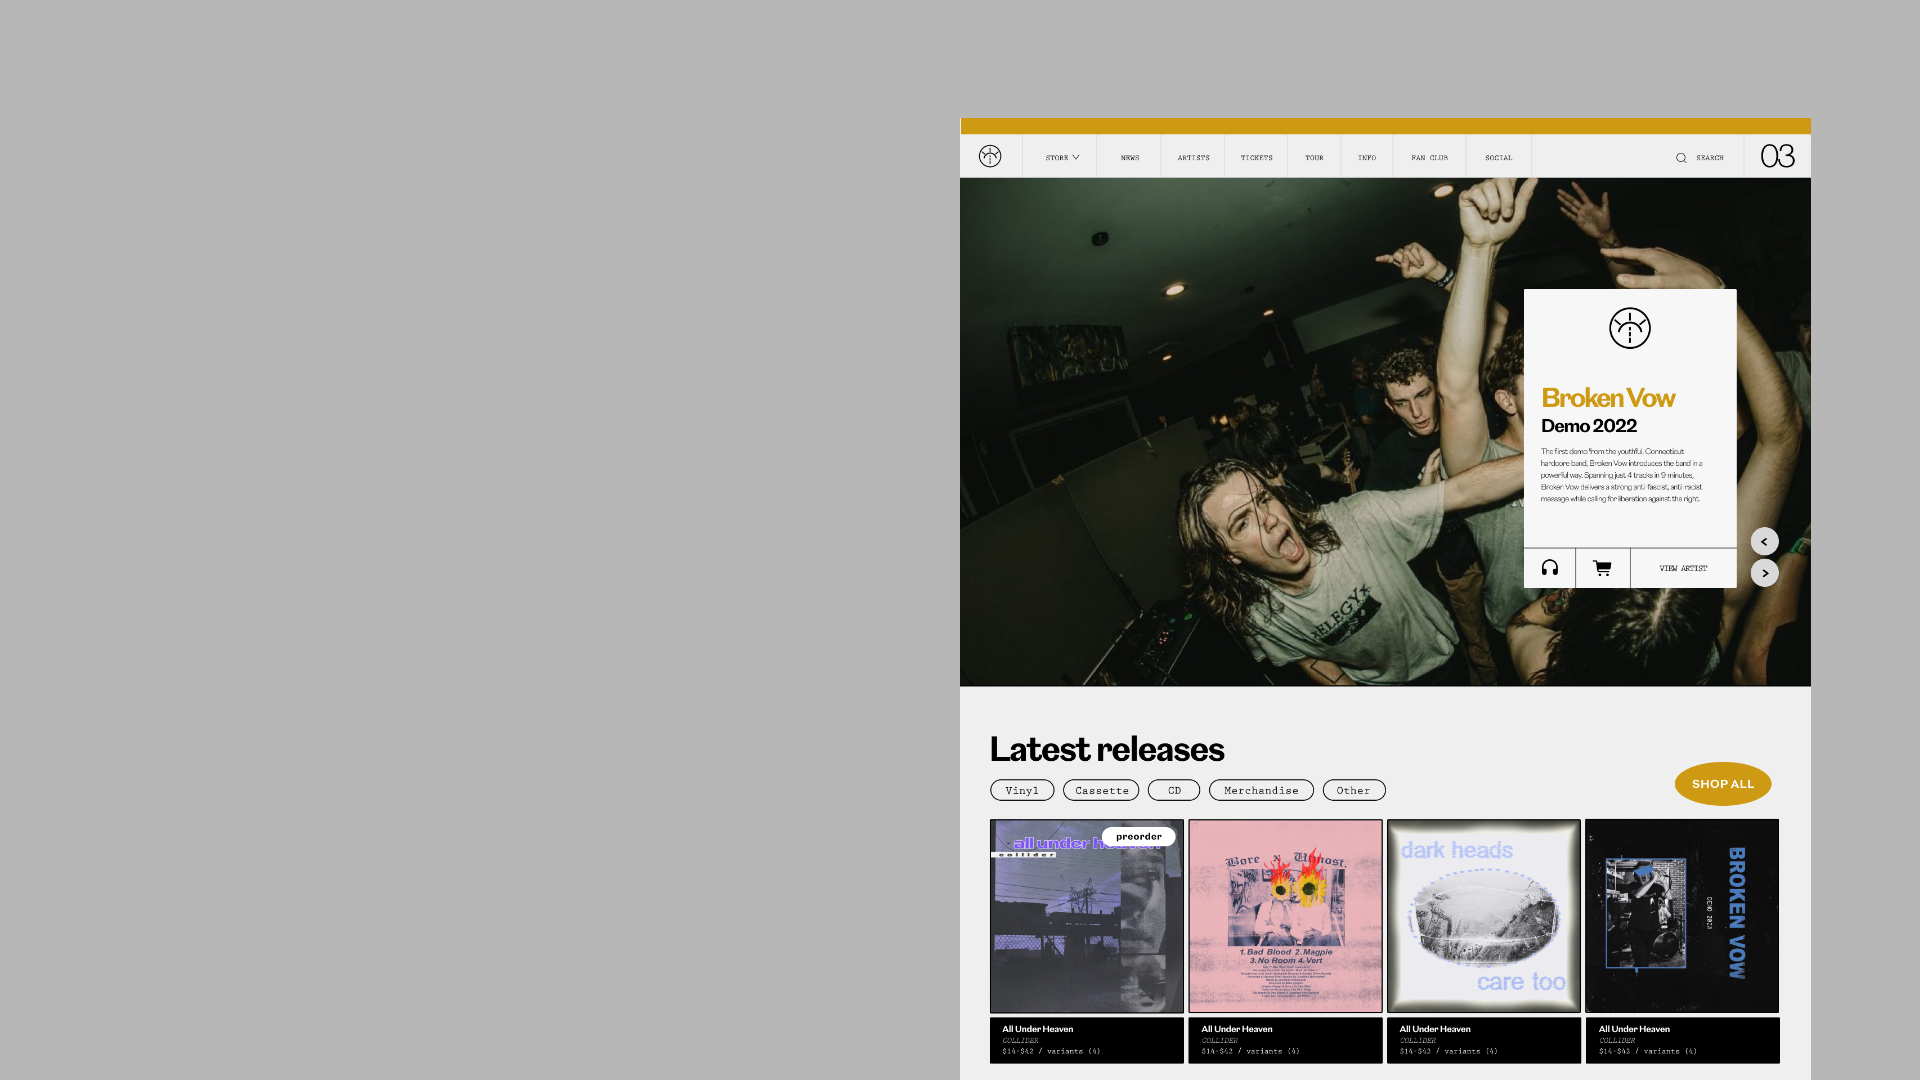 STORE NEWS ARTISTS TICKETS TOUR INFO FAN CLUB SOCIAL SEARCH 03
Broken Vow
Demo 2022
The first demo from the youthful, Connecticut
hardcore band, Broken Vow introduces the band in a
powerful way. Spanning just 4 tracks in 9 minutes,
Broken Vow delivers a strong anti-fascist, anti-racist
message while calling for liberation against the right.
VIEW ARTIST
ELEGY
Latest releases
SHOP ALL
Vinyl Cassette CD Merchandise Other
preorder
all under
collider
Bore x Utmost.
1. Bad Blood 2. Magpie
3. No Room 4. Vert
dark heads
care too
BROKEN VOW
All Under Heaven
COLLIDER
$14-$42 / variants (4)
All Under Heaven
COLLIDER
$14-$42 / variants (4)
All Under Heaven
COLLIDER
$14-$42 / variants (4)
All Under Heaven
COLLIDER
$14-$42 / variants (4)